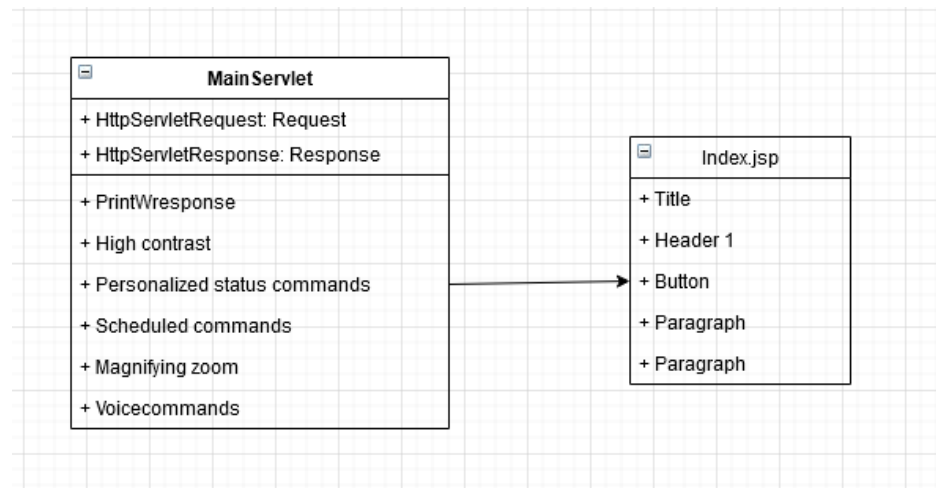 MainServlet
+ HttpServletRequest: Request
+ HttpServletResponse: Response
+ PrintWresponse
+ High contrast
+ Personalized status commands
+ Scheduled commands
+ Magnifying zoom
+ Voicecommands
Index.jsp
+ Title
+ Header 1
+ Button
+ Paragraph
+ Paragraph